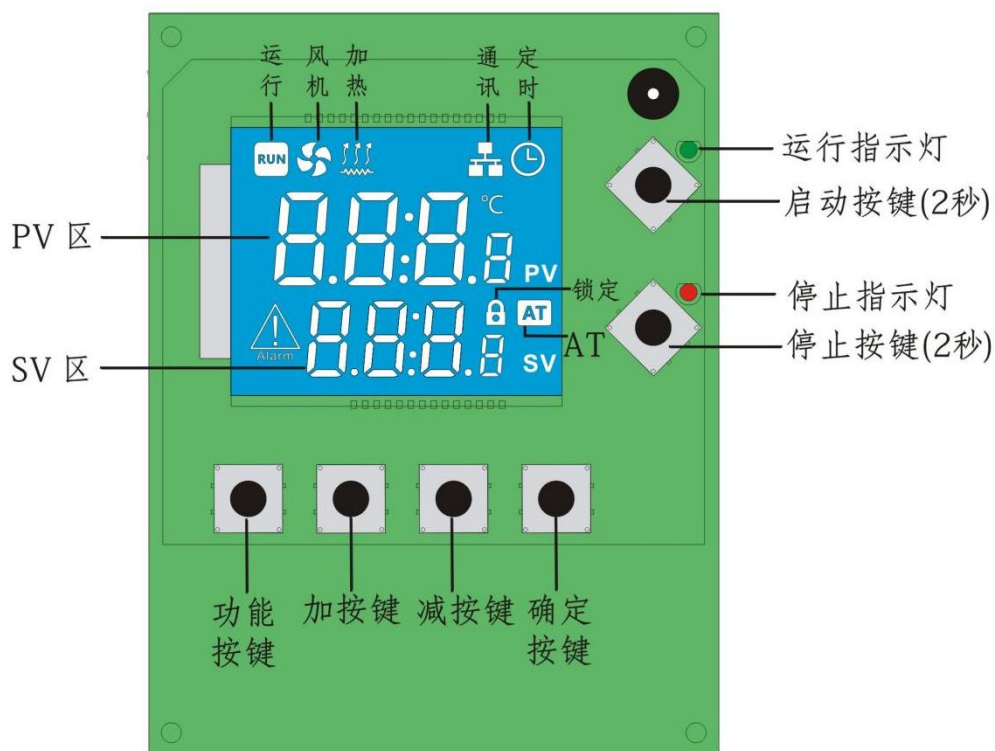 运行
风机
加热
通讯
定时
RUN
运行指示灯
启动按键(2秒)
℃
PV 区
PV
锁定
停止指示灯
AT
AT
停止按键(2秒)
Alarm
SV 区
SV
功能按键
加按键
减按键
确定按键